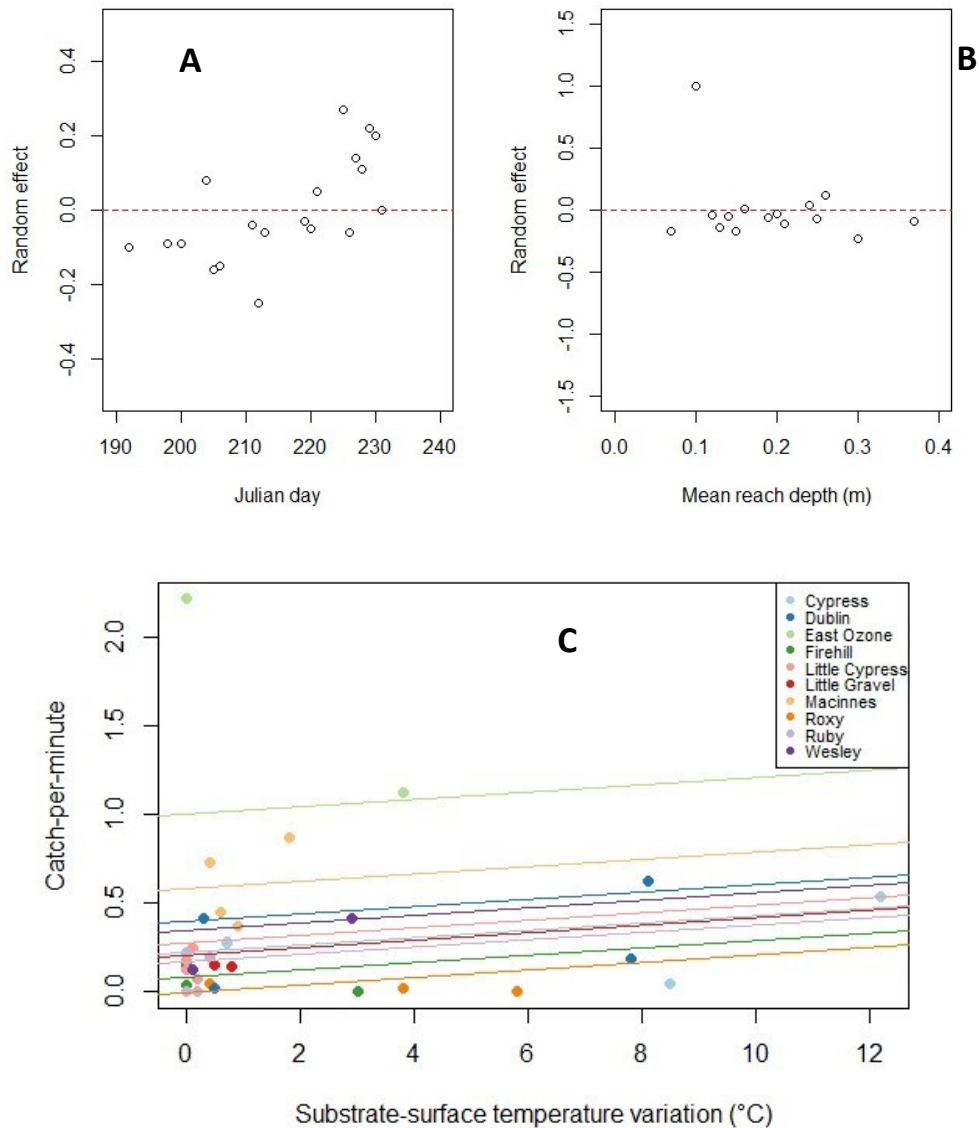 A
Random effect
0.4
0.2
0.0
-0.2
-0.4
190 200 210 220 230 240
Julian day
B
Random effect
1.5
1.0
0.5
0.0
-0.5
-1.0
-1.5
0.0 0.1 0.2 0.3 0.4
Mean reach depth (m)
C
Catch-per-minute
2.0
1.5
1.0
0.5
0.0
Cypress
Dublin
East Ozone
Firehill
Little Cypress
Little Gravel
Macinnes
Roxy
Ruby
Wesley
0 2 4 6 8 10 12
Substrate-surface temperature variation (°C)